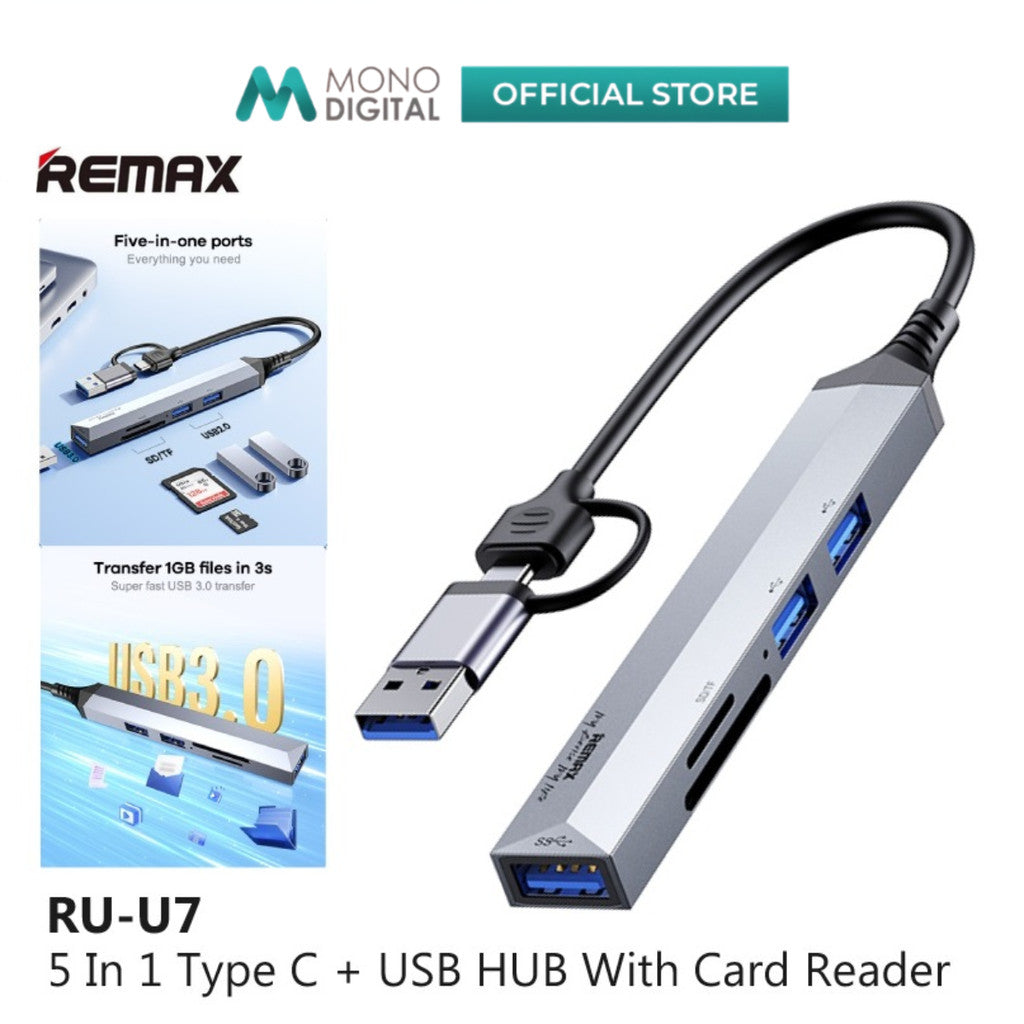 MONO
DIGITAL
OFFICIAL STORE
REMAX
Five-in-one ports
Everything you need
USB3.0
SD/TF
USB2.0
Transfer 1GB files in 3s
Super fast USB 3.0 transfer
USB3.0
SD/TF
REMAX
RU-U7
5 In 1 Type C + USB HUB With Card Reader